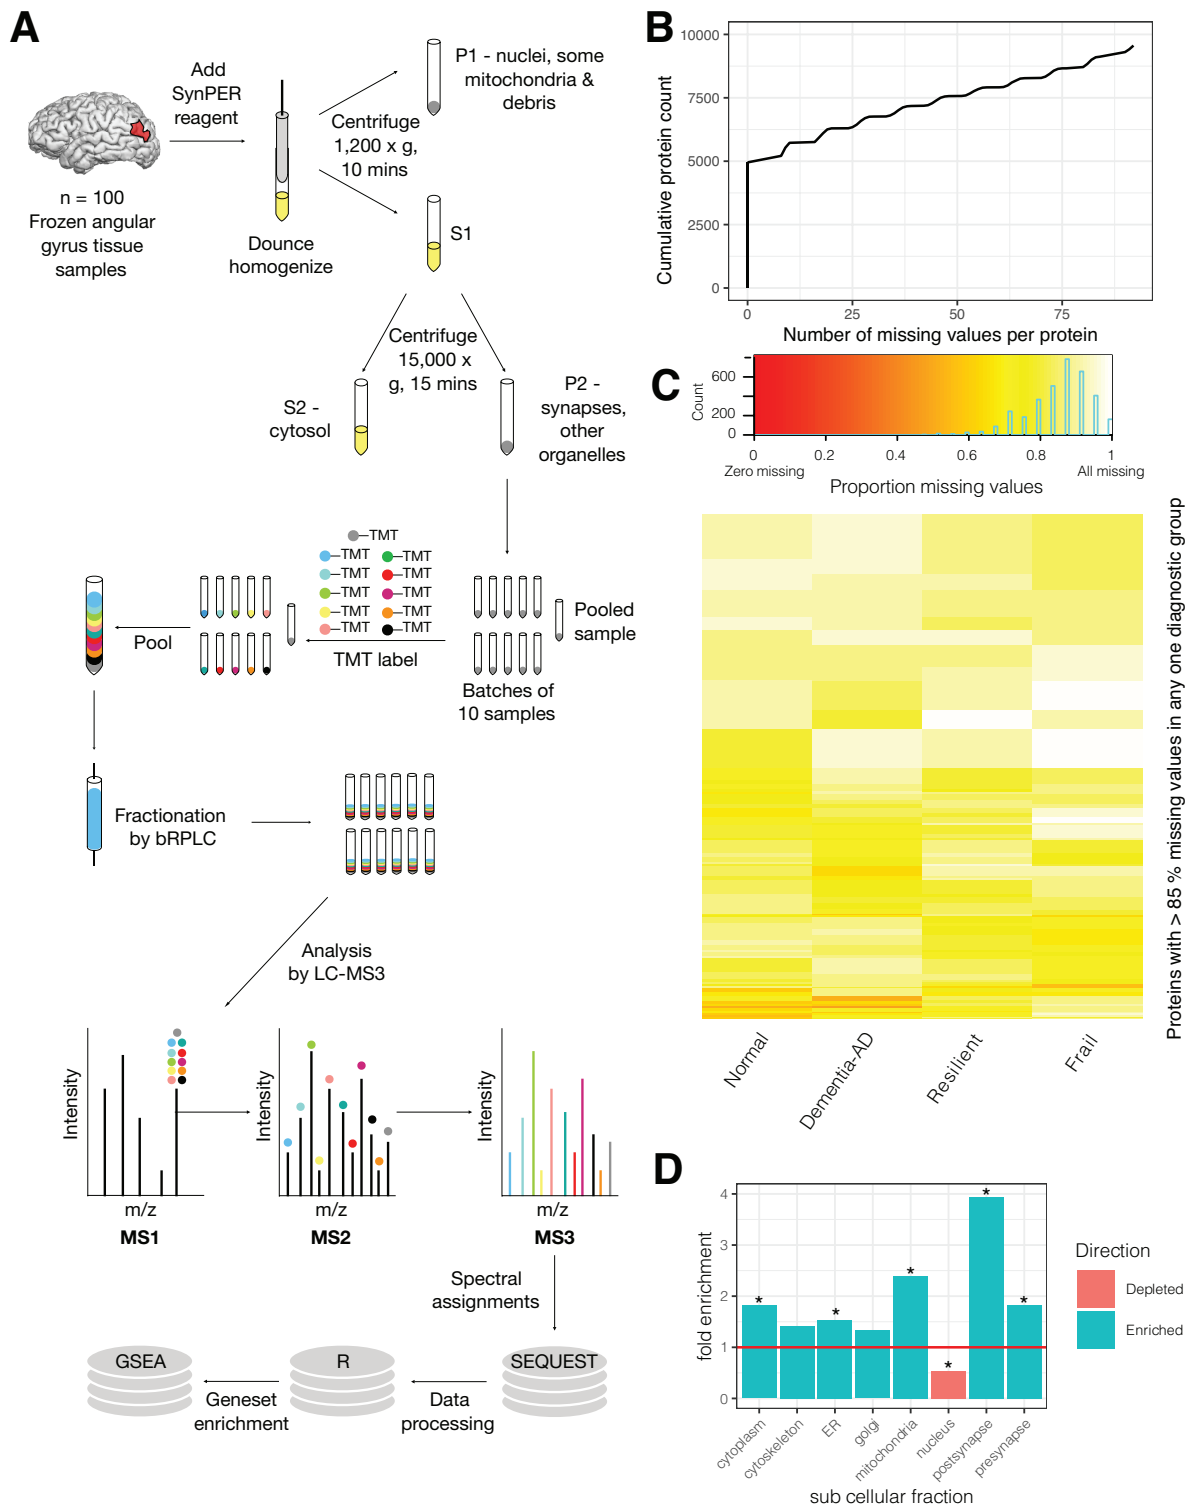 A
Add
SynPER
reagent
n = 100
Frozen angular
gyrus tissue
samples
Dounce
homogenize
Centrifuge
1,200 x g,
10 mins
P1 - nuclei, some
mitochondria &
debris
S1
Centrifuge
15,000 x
g, 15 mins
S2 -
cytosol
P2 -
synapses,
other
organelles
Pooled
sample
Batches of
10 samples
TMT
TMT TMT
TMT TMT
TMT TMT
TMT TMT
TMT TMT
TMT label
Pool
Fractionation
by bRPLC
Analysis
by LC-MS3
Intensity
m/z
MS1
Intensity
m/z
MS2
Intensity
m/z
MS3
Spectral
assignments
SEQUEST
Data
processing
R
Geneset
enrichment
GSEA
B
Cumulative protein count
10000
7500
5000
2500
0
0 25 50 75
Number of missing values per protein
C
Count
600
200
0
0 0.2 0.4 0.6 0.8 1
Zero missing All missing
Proportion missing values
Proteins with > 85 % missing values in any one diagnostic group
Normal
Dementia-AD
Resilient
Frail
D
fold enrichment
4
3
2
1
0
* * * * * *
cytoplasm
cytoskeleton
ER
golgi
mitochondria
nucleus
postsynapse
presynapse
sub cellular fraction
Direction
Depleted
Enriched